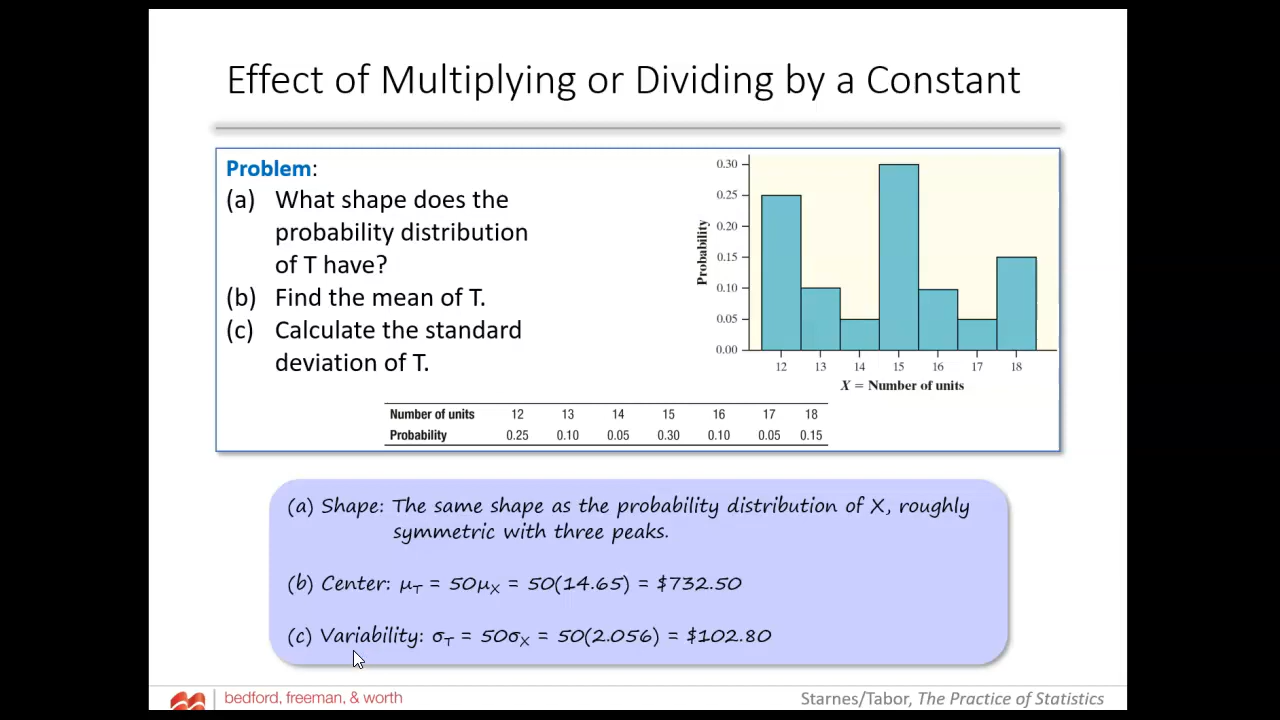 Effect of Multiplying or Dividing by a Constant
Problem:
(a) What shape does the
probability distribution
of T have?
(b) Find the mean of T.
(c) Calculate the standard
deviation of T.
Probability
0.30
0.25
0.20
0.15
0.10
0.05
0.00
12 13 14 15 16 17 18
X = Number of units
Number of units 12 13 14 15 16 17 18
Probability 0.25 0.10 0.05 0.30 0.10 0.05 0.15
(a) Shape: The same shape as the probability distribution of X, roughly
symmetric with three peaks.
(b) Center: μT = 50μX = 50(14.65) = $732.50
(c) Variability: σT = 50σX = 50(2.056) = $102.80
bedford, freeman, & worth
Starnes/Tabor, The Practice of Statistics